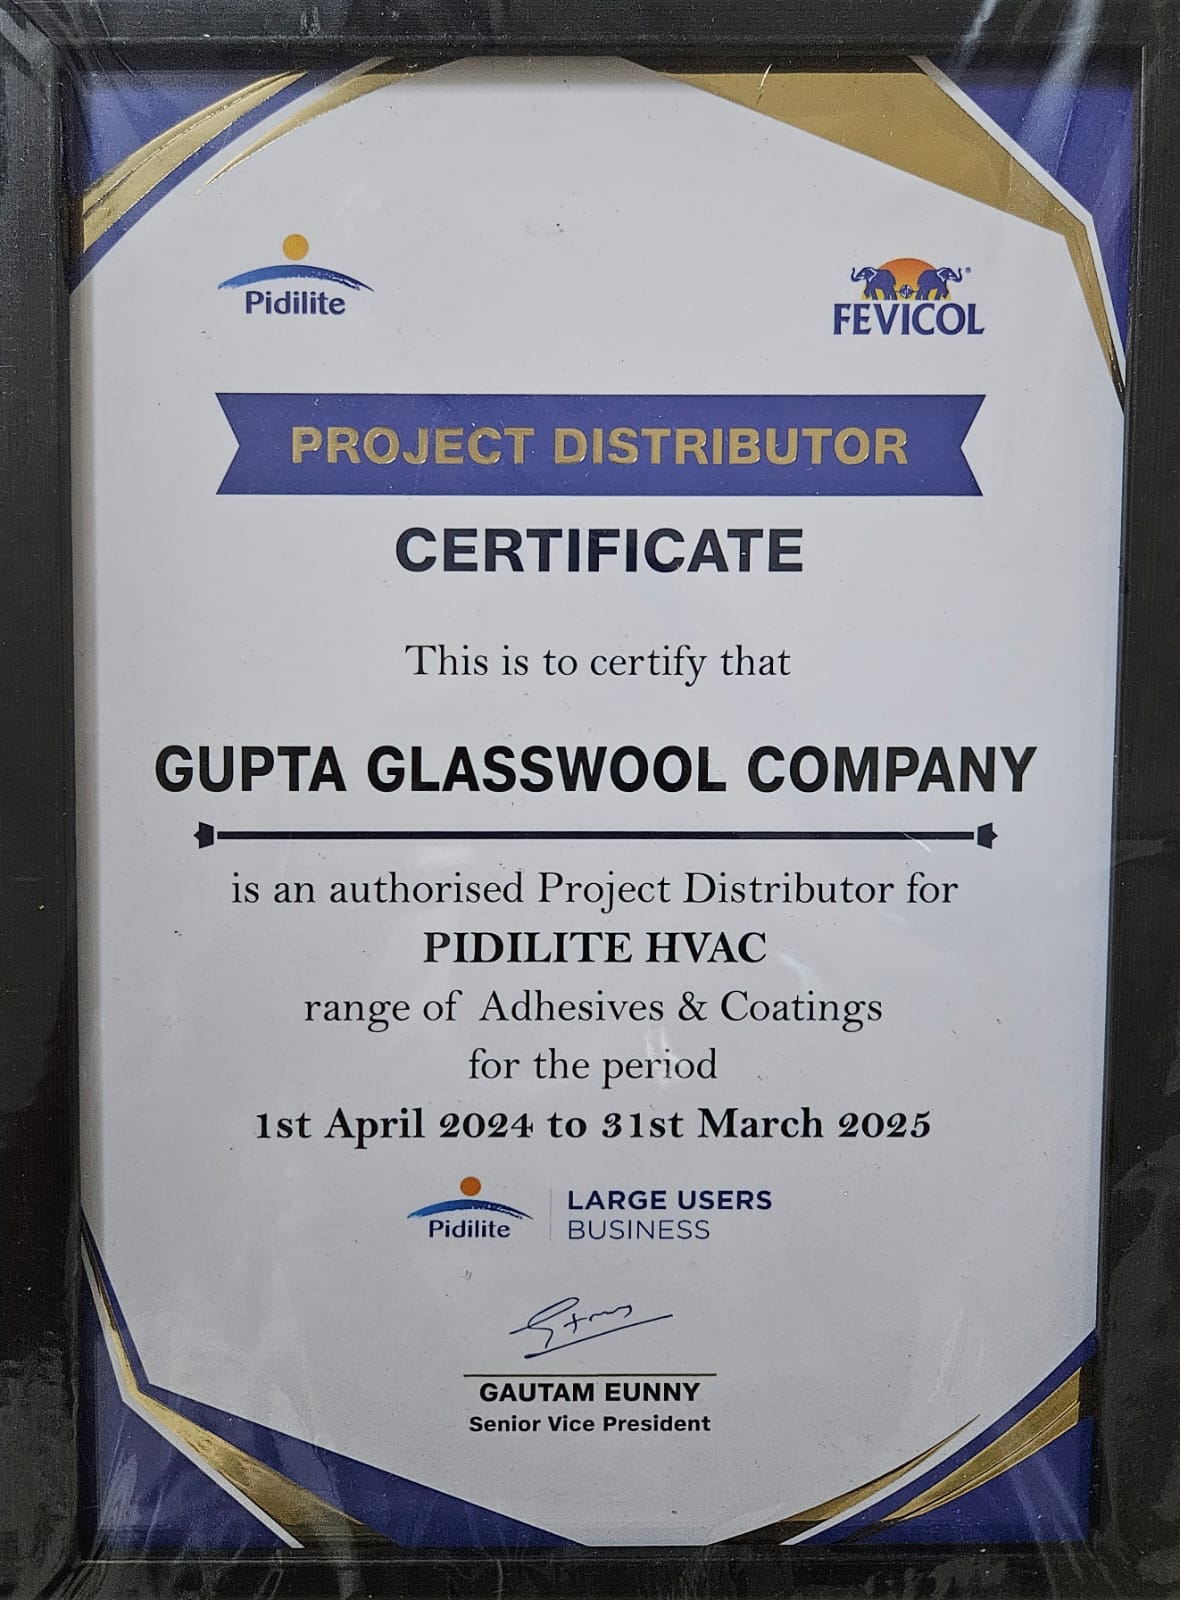 Pidilite
FEVICOL
PROJECT DISTRIBUTOR
CERTIFICATE
This is to certify that
GUPTA GLASSWOOL COMPANY
is an authorised Project Distributor for
PIDILITE HVAC
range of Adhesives & Coatings
for the period
1st April 2024 to 31st March 2025
Pidilite
LARGE USERS
BUSINESS
GAUTAM EUNNY
Senior Vice President